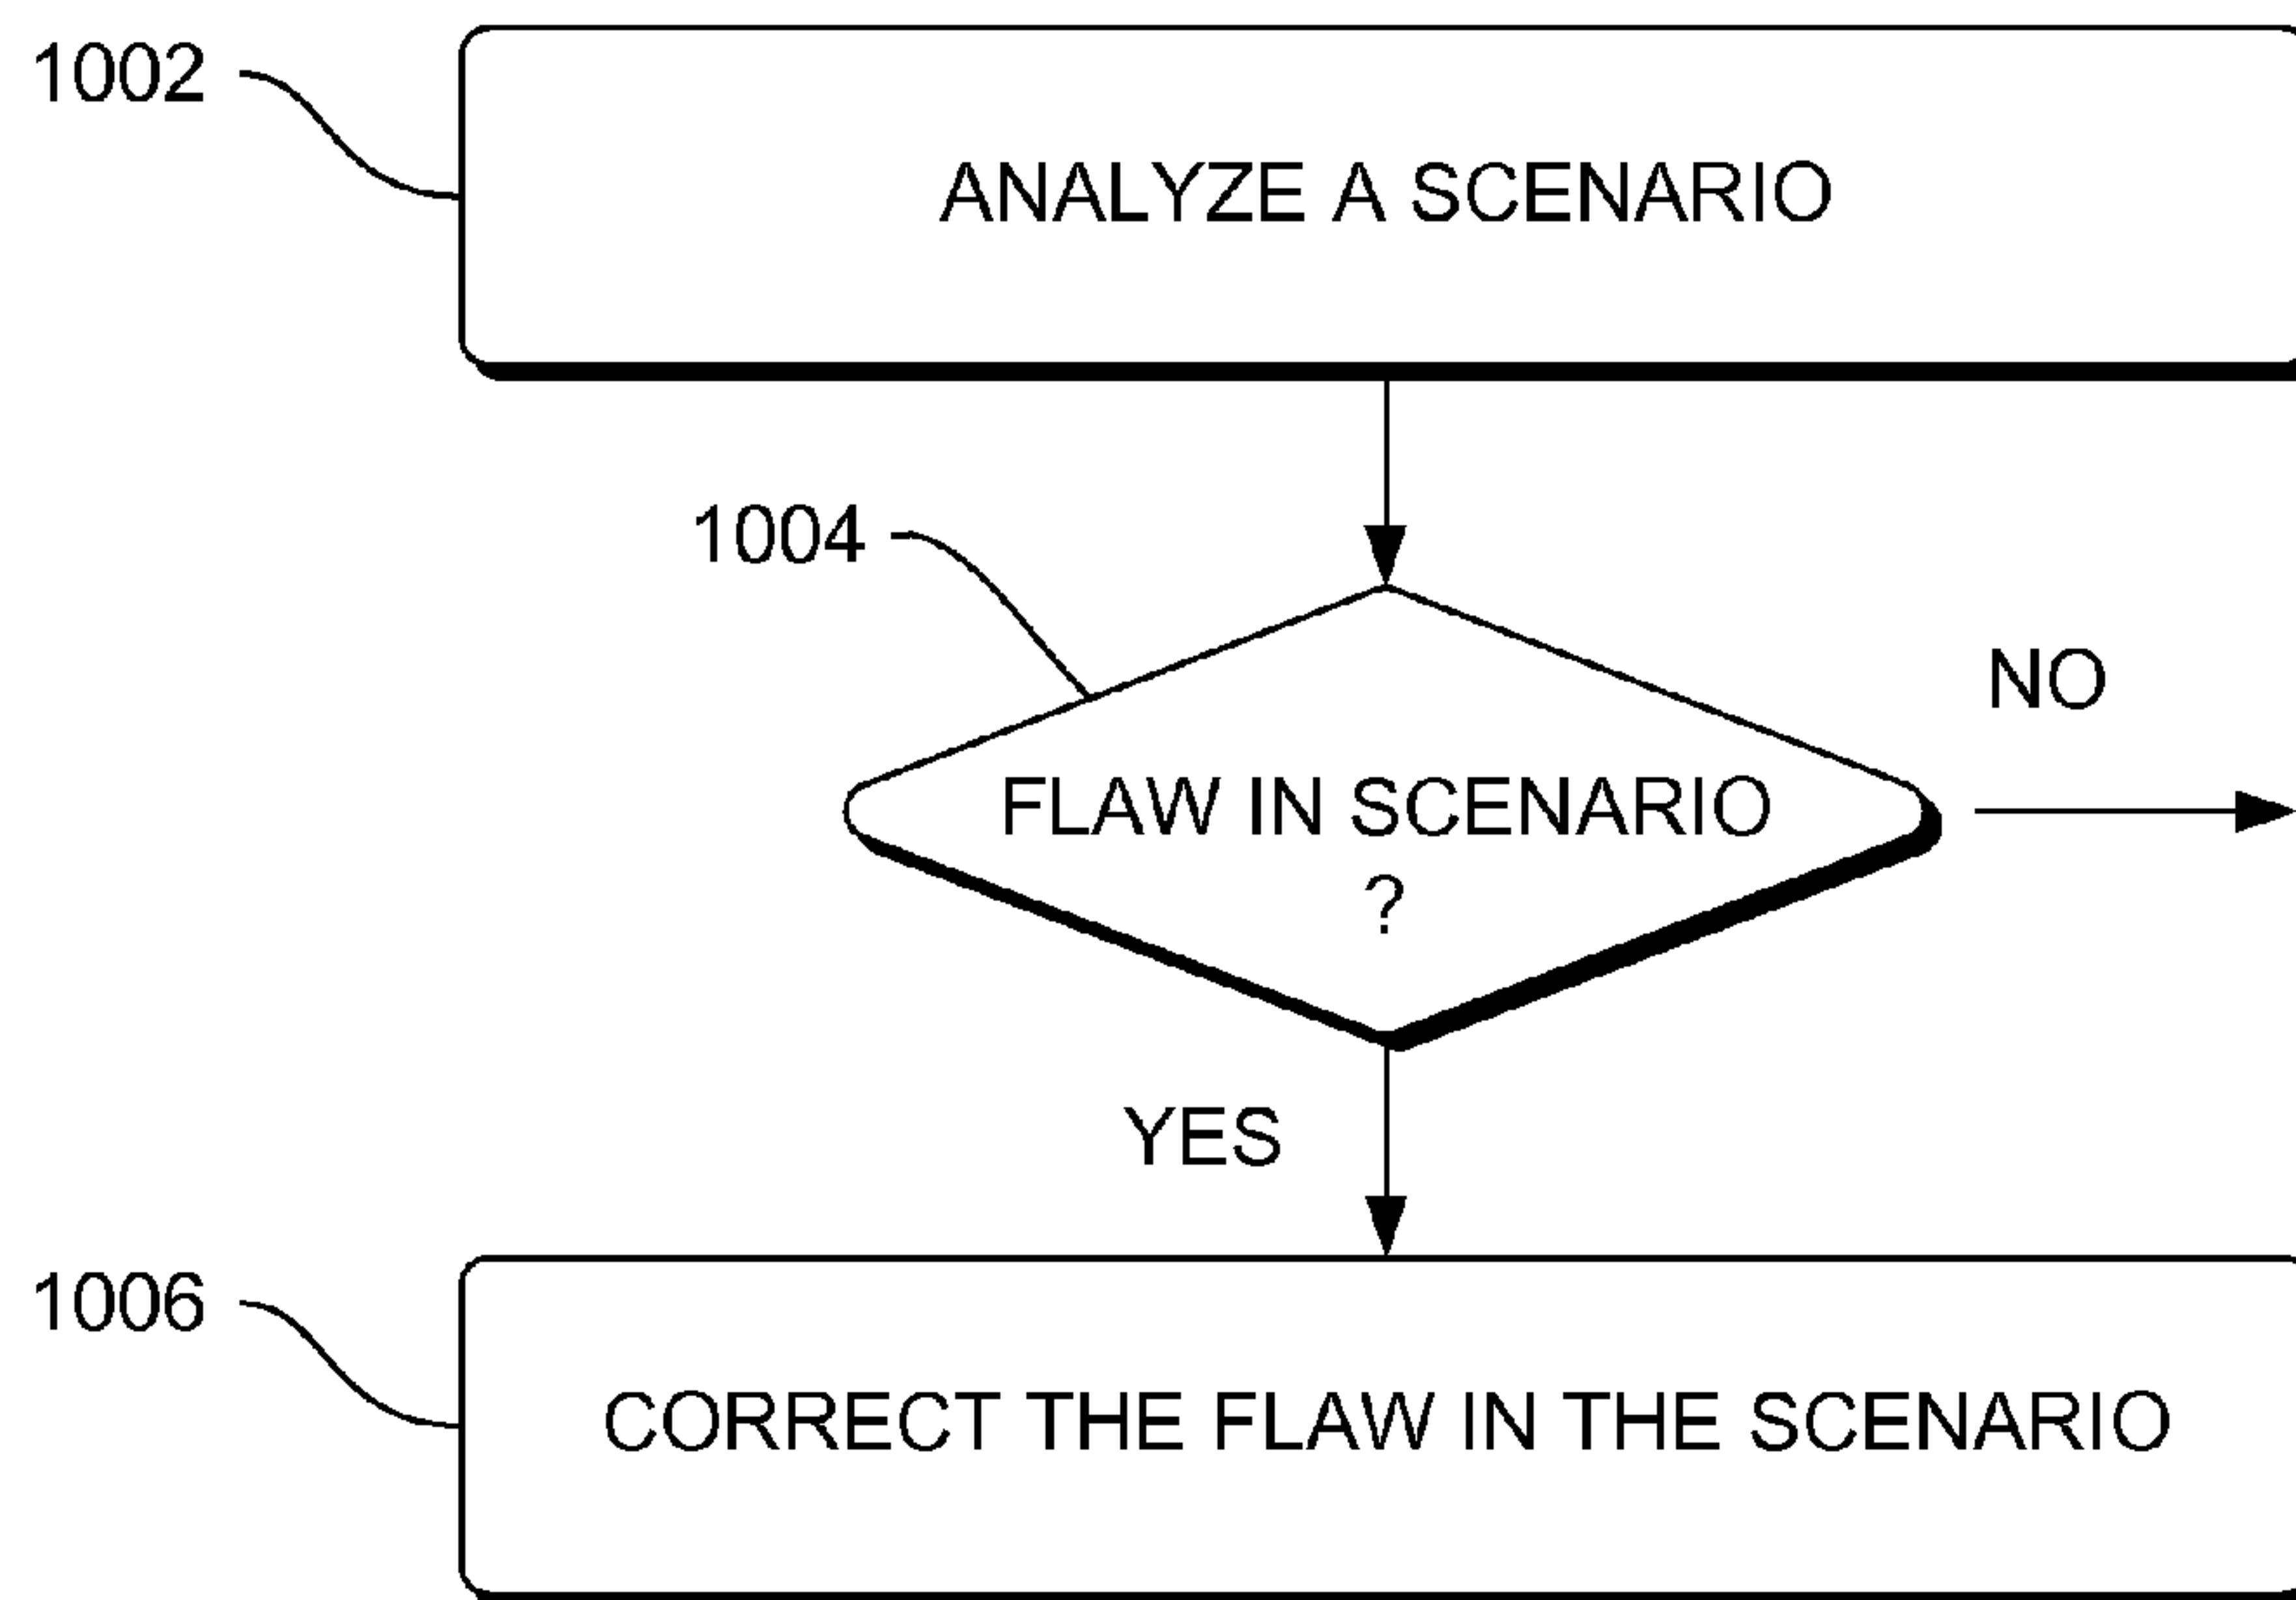 1002
ANALYZE A SCENARIO
1004
NO
FLAW IN SCENARIO
?
YES
1006
CORRECT THE FLAW IN THE SCENARIO